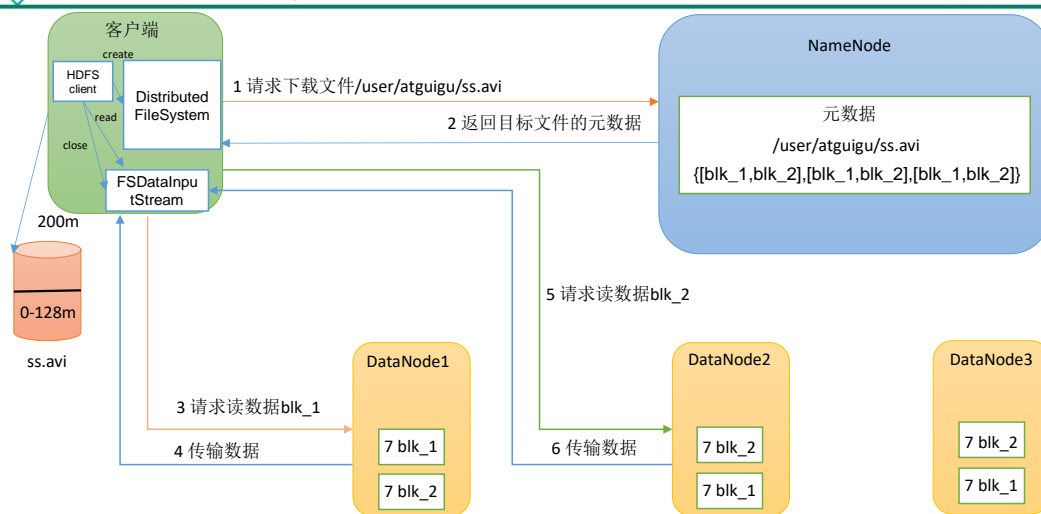 客户端
create
HDFS
client
Distributed
FileSystem
read
close
FSDataInpu
tStream
1 请求下载文件/user/atguigu/ss.avi
2 返回目标文件的元数据
NameNode
元数据
/user/atguigu/ss.avi
{[blk_1,blk_2],[blk_1,blk_2],[blk_1,blk_2]}
200m
0-128m
ss.avi
5 请求读数据blk_2
3 请求读数据blk_1
4 传输数据
6 传输数据
DataNode1
7 blk_1
7 blk_2
DataNode2
7 blk_2
7 blk_1
DataNode3
7 blk_2
7 blk_1